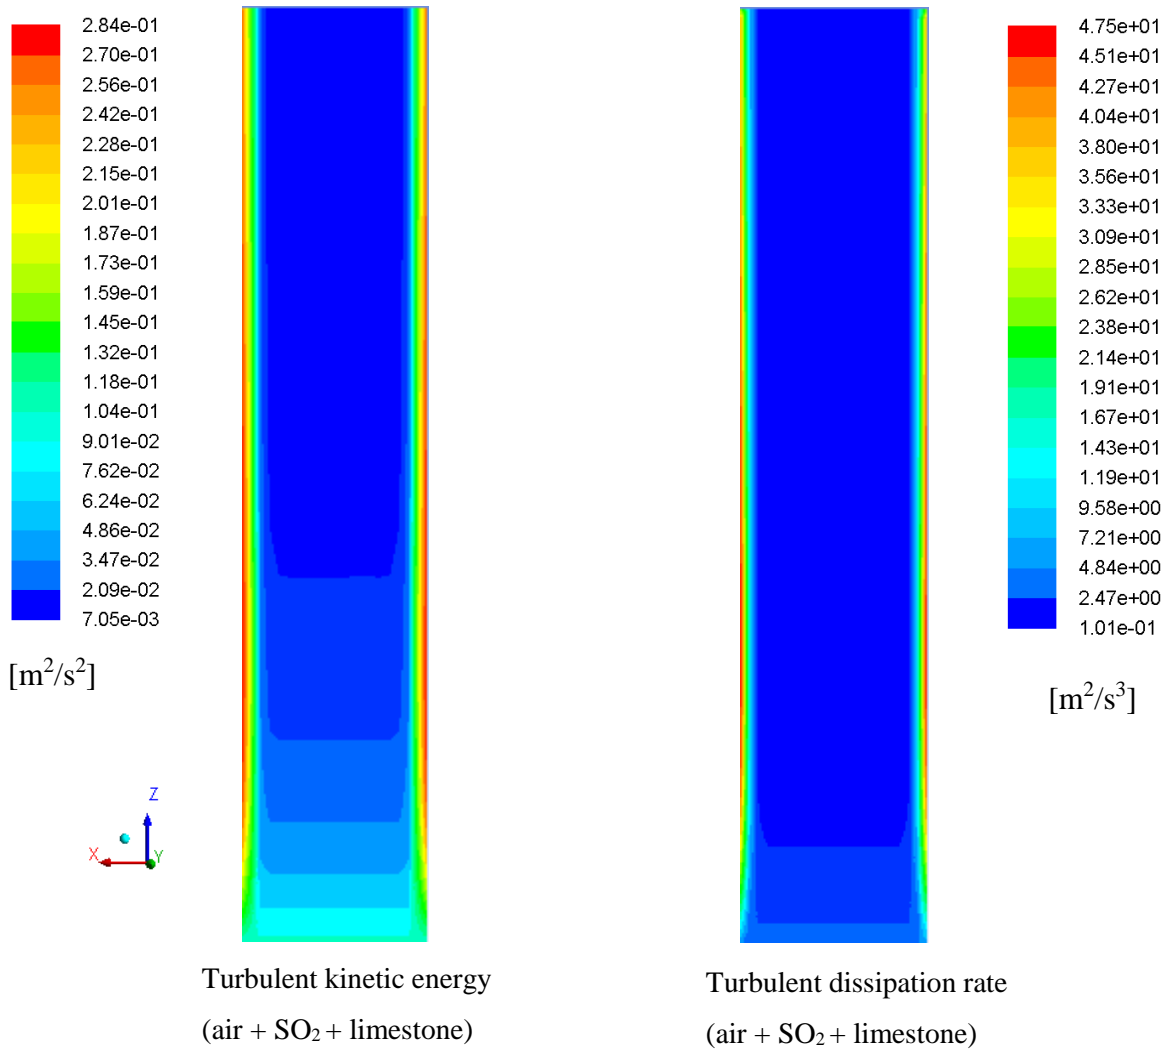 2.84e-01
2.70e-01
2.56e-01
2.42e-01
2.28e-01
2.15e-01
2.01e-01
1.87e-01
1.73e-01
1.59e-01
1.45e-01
1.32e-01
1.18e-01
1.04e-01
9.01e-02
7.62e-02
6.24e-02
4.86e-02
3.47e-02
2.09e-02
7.05e-03
[m²/s²]
Z
X
Y
Turbulent kinetic energy
(air + SO₂ + limestone)
4.75e+01
4.51e+01
4.27e+01
4.04e+01
3.80e+01
3.56e+01
3.33e+01
3.09e+01
2.85e+01
2.62e+01
2.38e+01
2.14e+01
1.91e+01
1.67e+01
1.43e+01
1.19e+01
9.58e+00
7.21e+00
4.84e+00
2.47e+00
1.01e-01
[m²/s³]
Turbulent dissipation rate
(air + SO₂ + limestone)